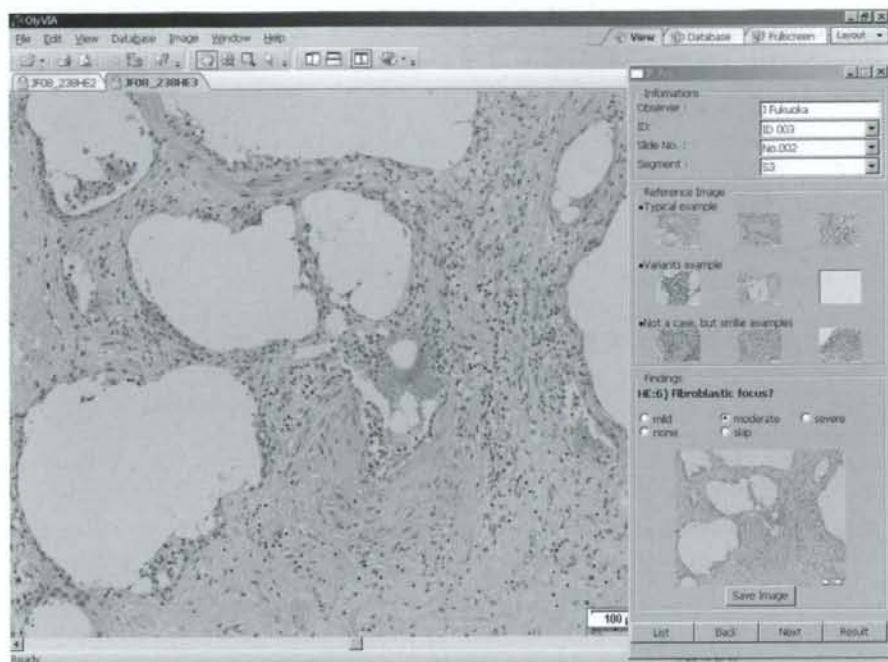 OlyVIA
File Edit View Database Image Window Help
View Database Fullscreen Layout
JF08_238HE2 JF08_238HE3
Infomations
Observer : J Fukuoka
ID: ID 003
Slide No. : No.002
Segment : S3
Reference Image
•Typical example
•Variants example
•Not a case, but similie examples
Findings
HE:6) Fibroblastic focus?
mild moderate severe
none skip
Save Image
100 μ
List Back Next Result
Ready